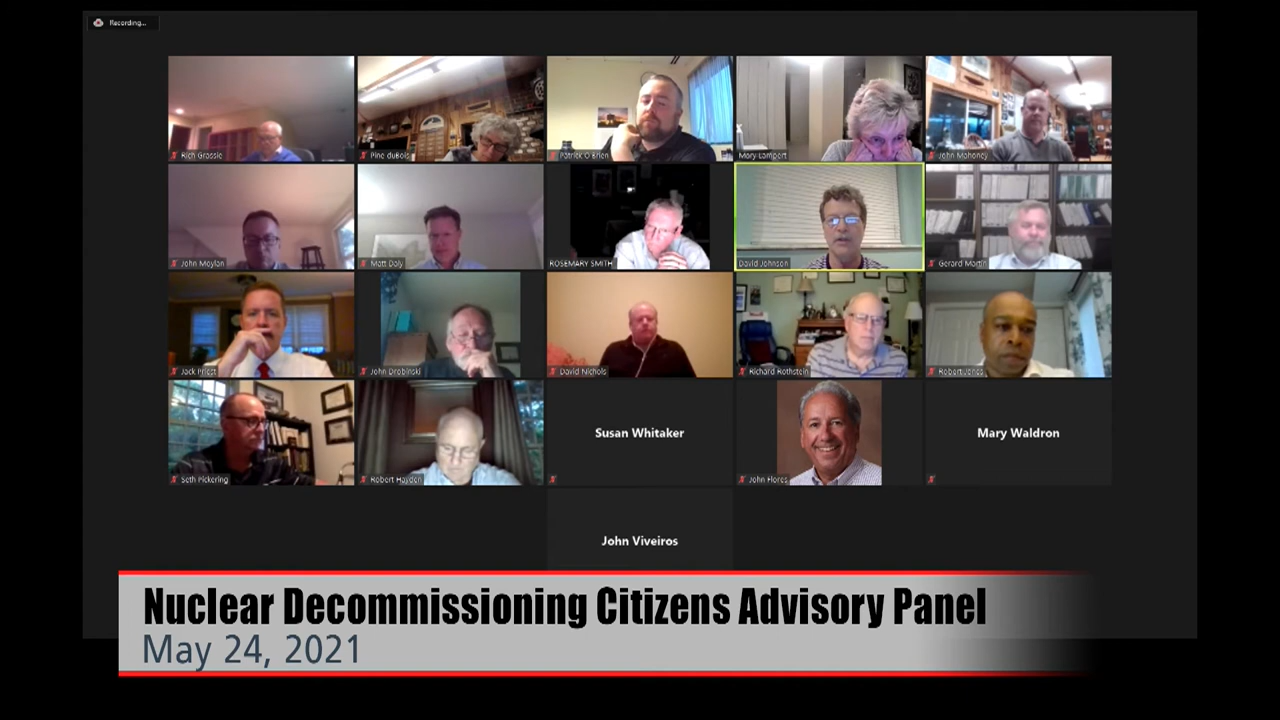 Recording...
Rich Grassie
Pine duBois
Patrick O'Brien
Mary Lampert
John Mahoney
John Moylan
Matt Daly
ROSEMARY SMITH
David Johnson
Gerard Martin
Jack Priest
John Drobinski
David Nichols
Richard Rothstein
Robert Jones
Seth Pickering
Robert Hayden
Susan Whitaker
John Flores
Mary Waldron
John Viveiros
Nuclear Decommissioning Citizens Advisory Panel
May 24, 2021